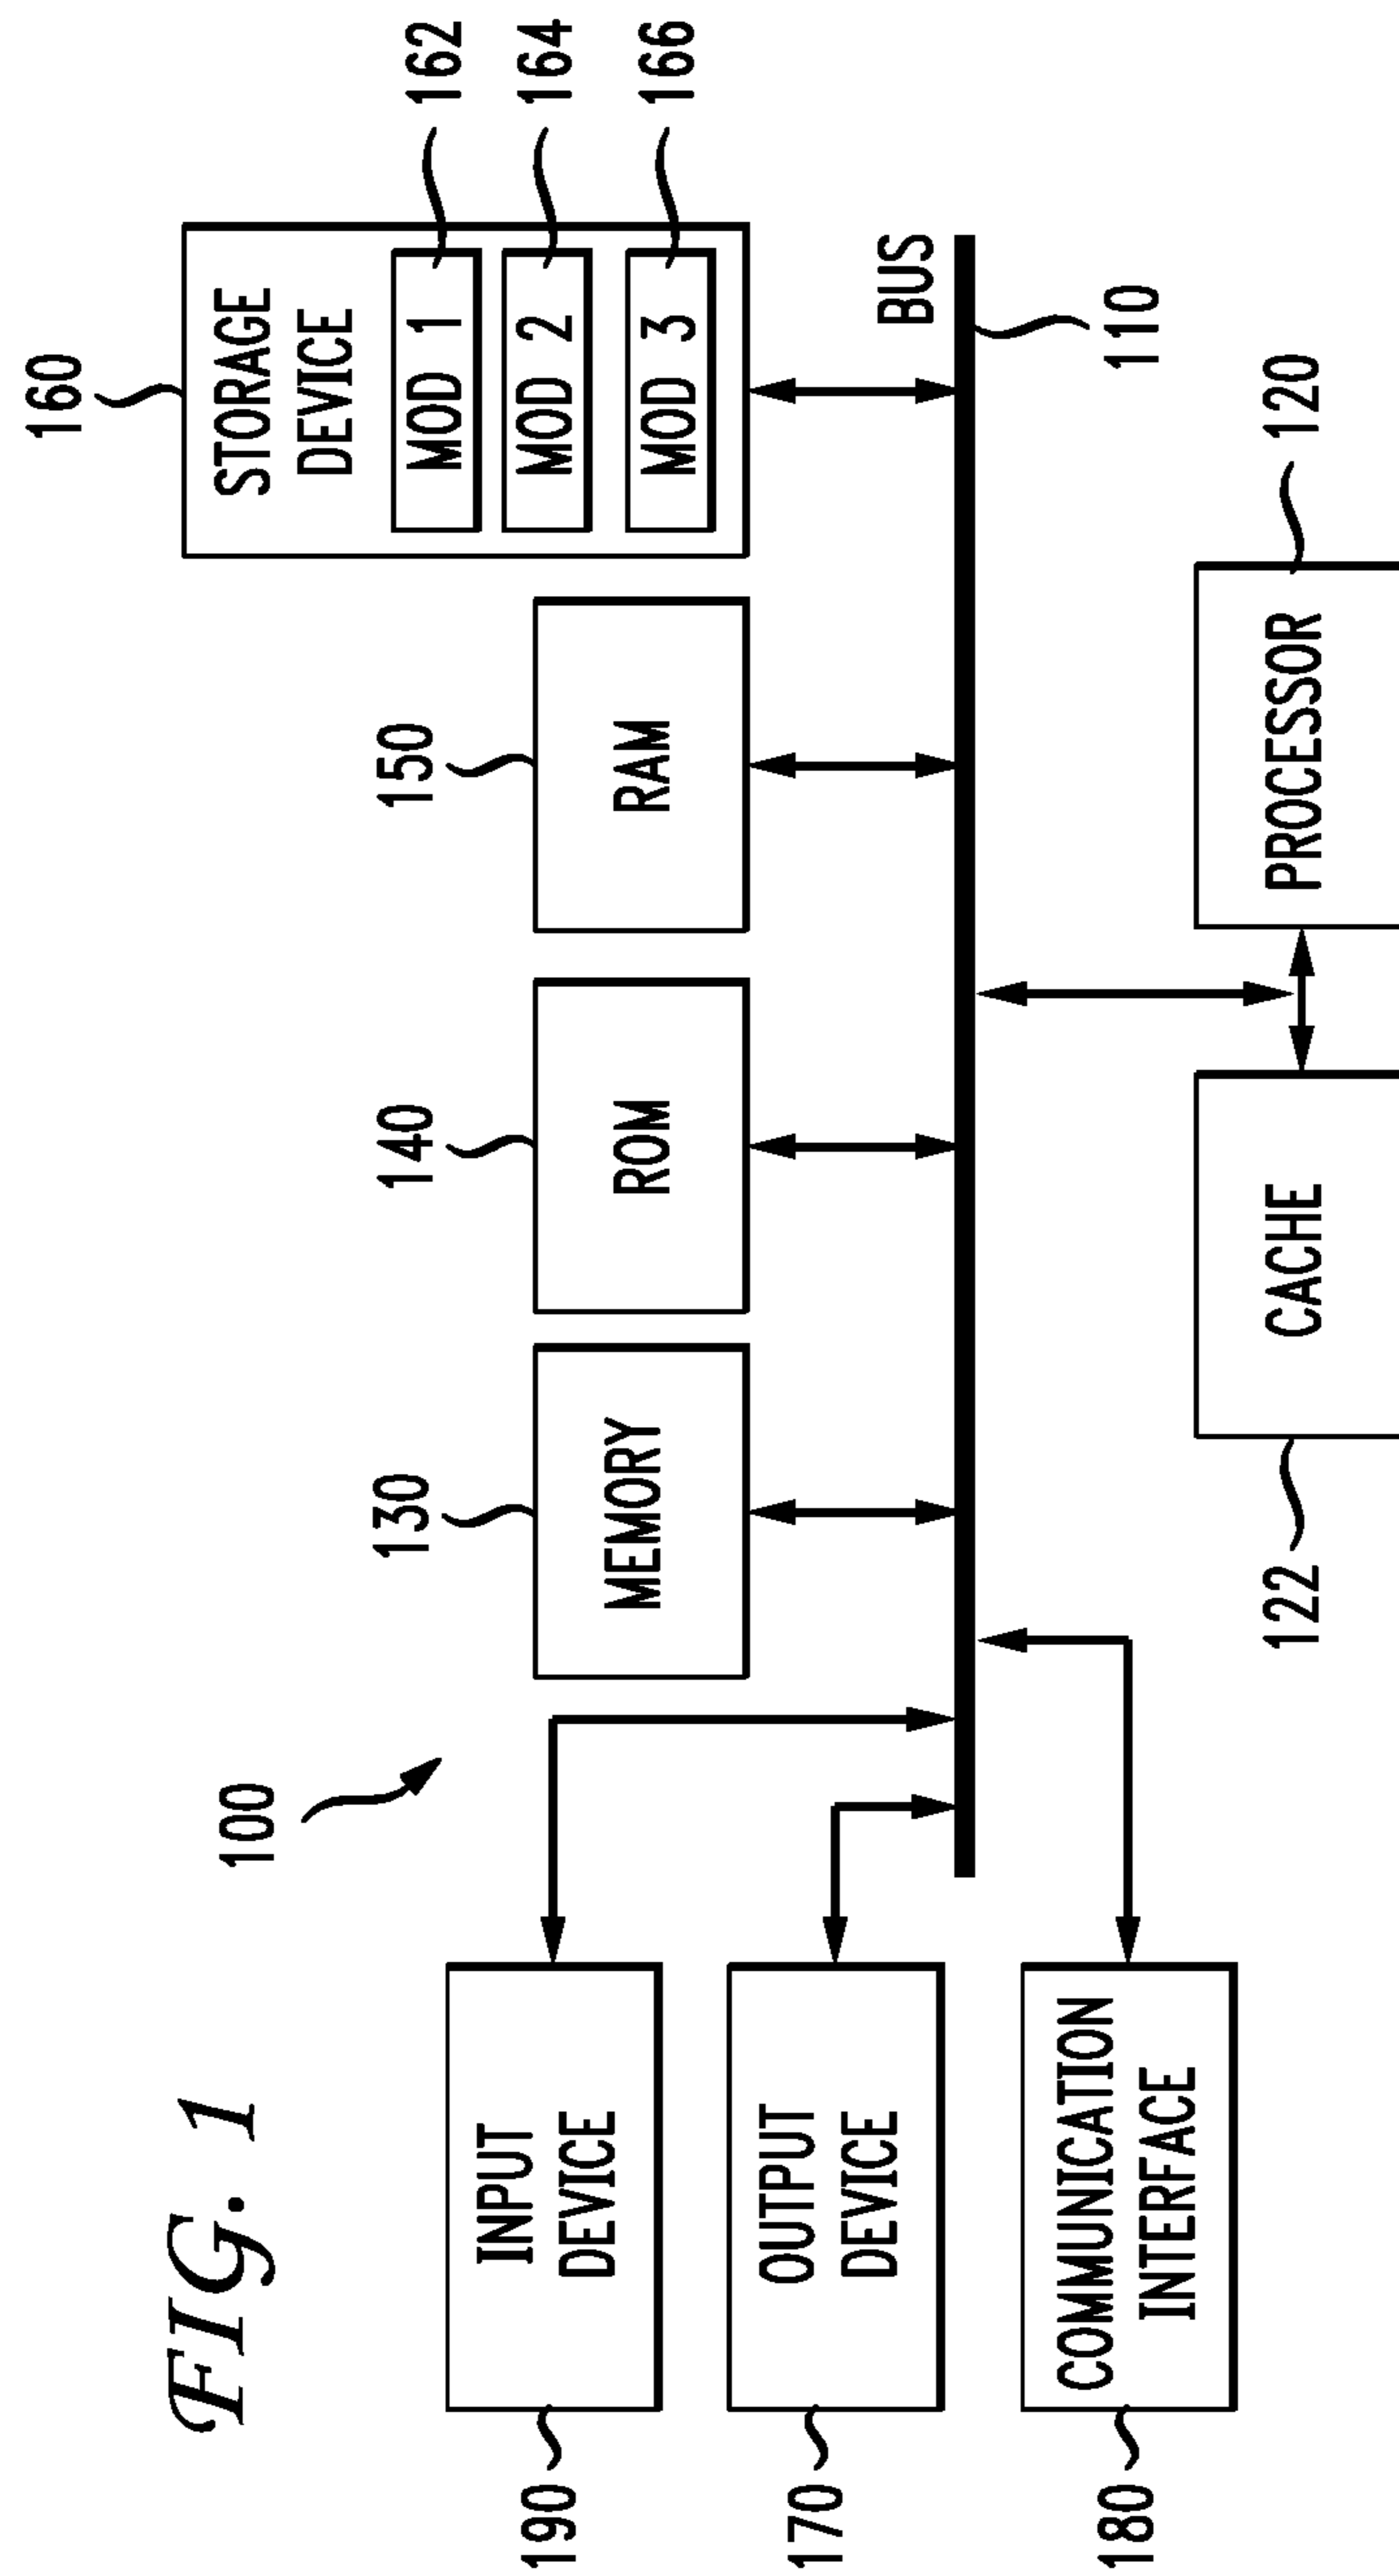 FIG. 1
100
160
STORAGE
DEVICE
MOD 1
MOD 2
MOD 3
162
164
166
130
140
150
MEMORY
ROM
RAM
190
INPUT
DEVICE
170
OUTPUT
DEVICE
BUS
110
180
COMMUNICATION
INTERFACE
122
CACHE
PROCESSOR
120